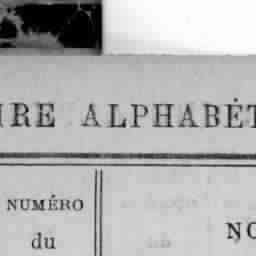 IRE ALPHABÉT
NUMÉRO
du
NO